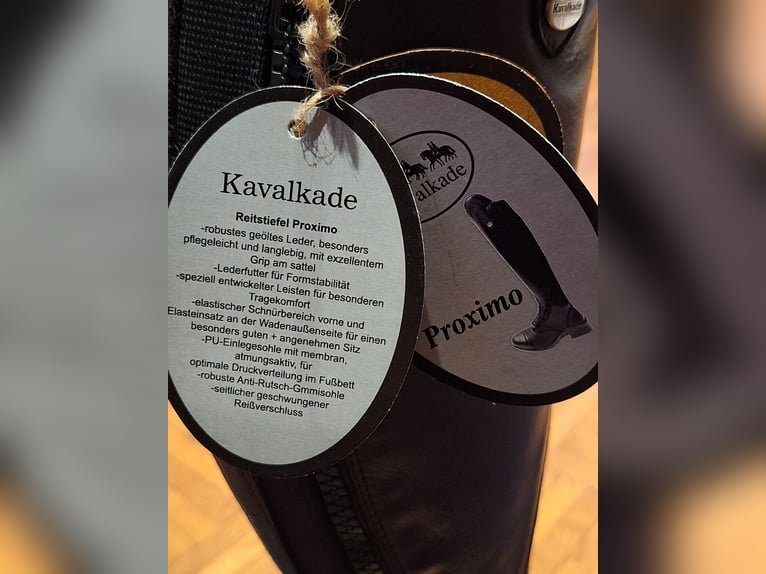 Kavalkade
Kavalkade
Reitstiefel Proximo
-robustes geöltes Leder, besonders
pflegeleicht und langlebig, mit exzellentem
Grip am sattel
-Lederfutter für Formstabilität
-speziell entwickelter Leisten für besonderen
Tragekomfort
-elastischer Schnürbereich vorne und
Elasteinsatz an der Wadenaußenseite für einen
besonders guten + angenehmen Sitz
-PU-Einlegesohle mit membran,
atmungsaktiv, für
optimale Druckverteilung im Fußbett
-robuste Anti-Rutsch-Gmmisohle
-seitlicher geschwungener
Reißverschluss
alkade
Proximo